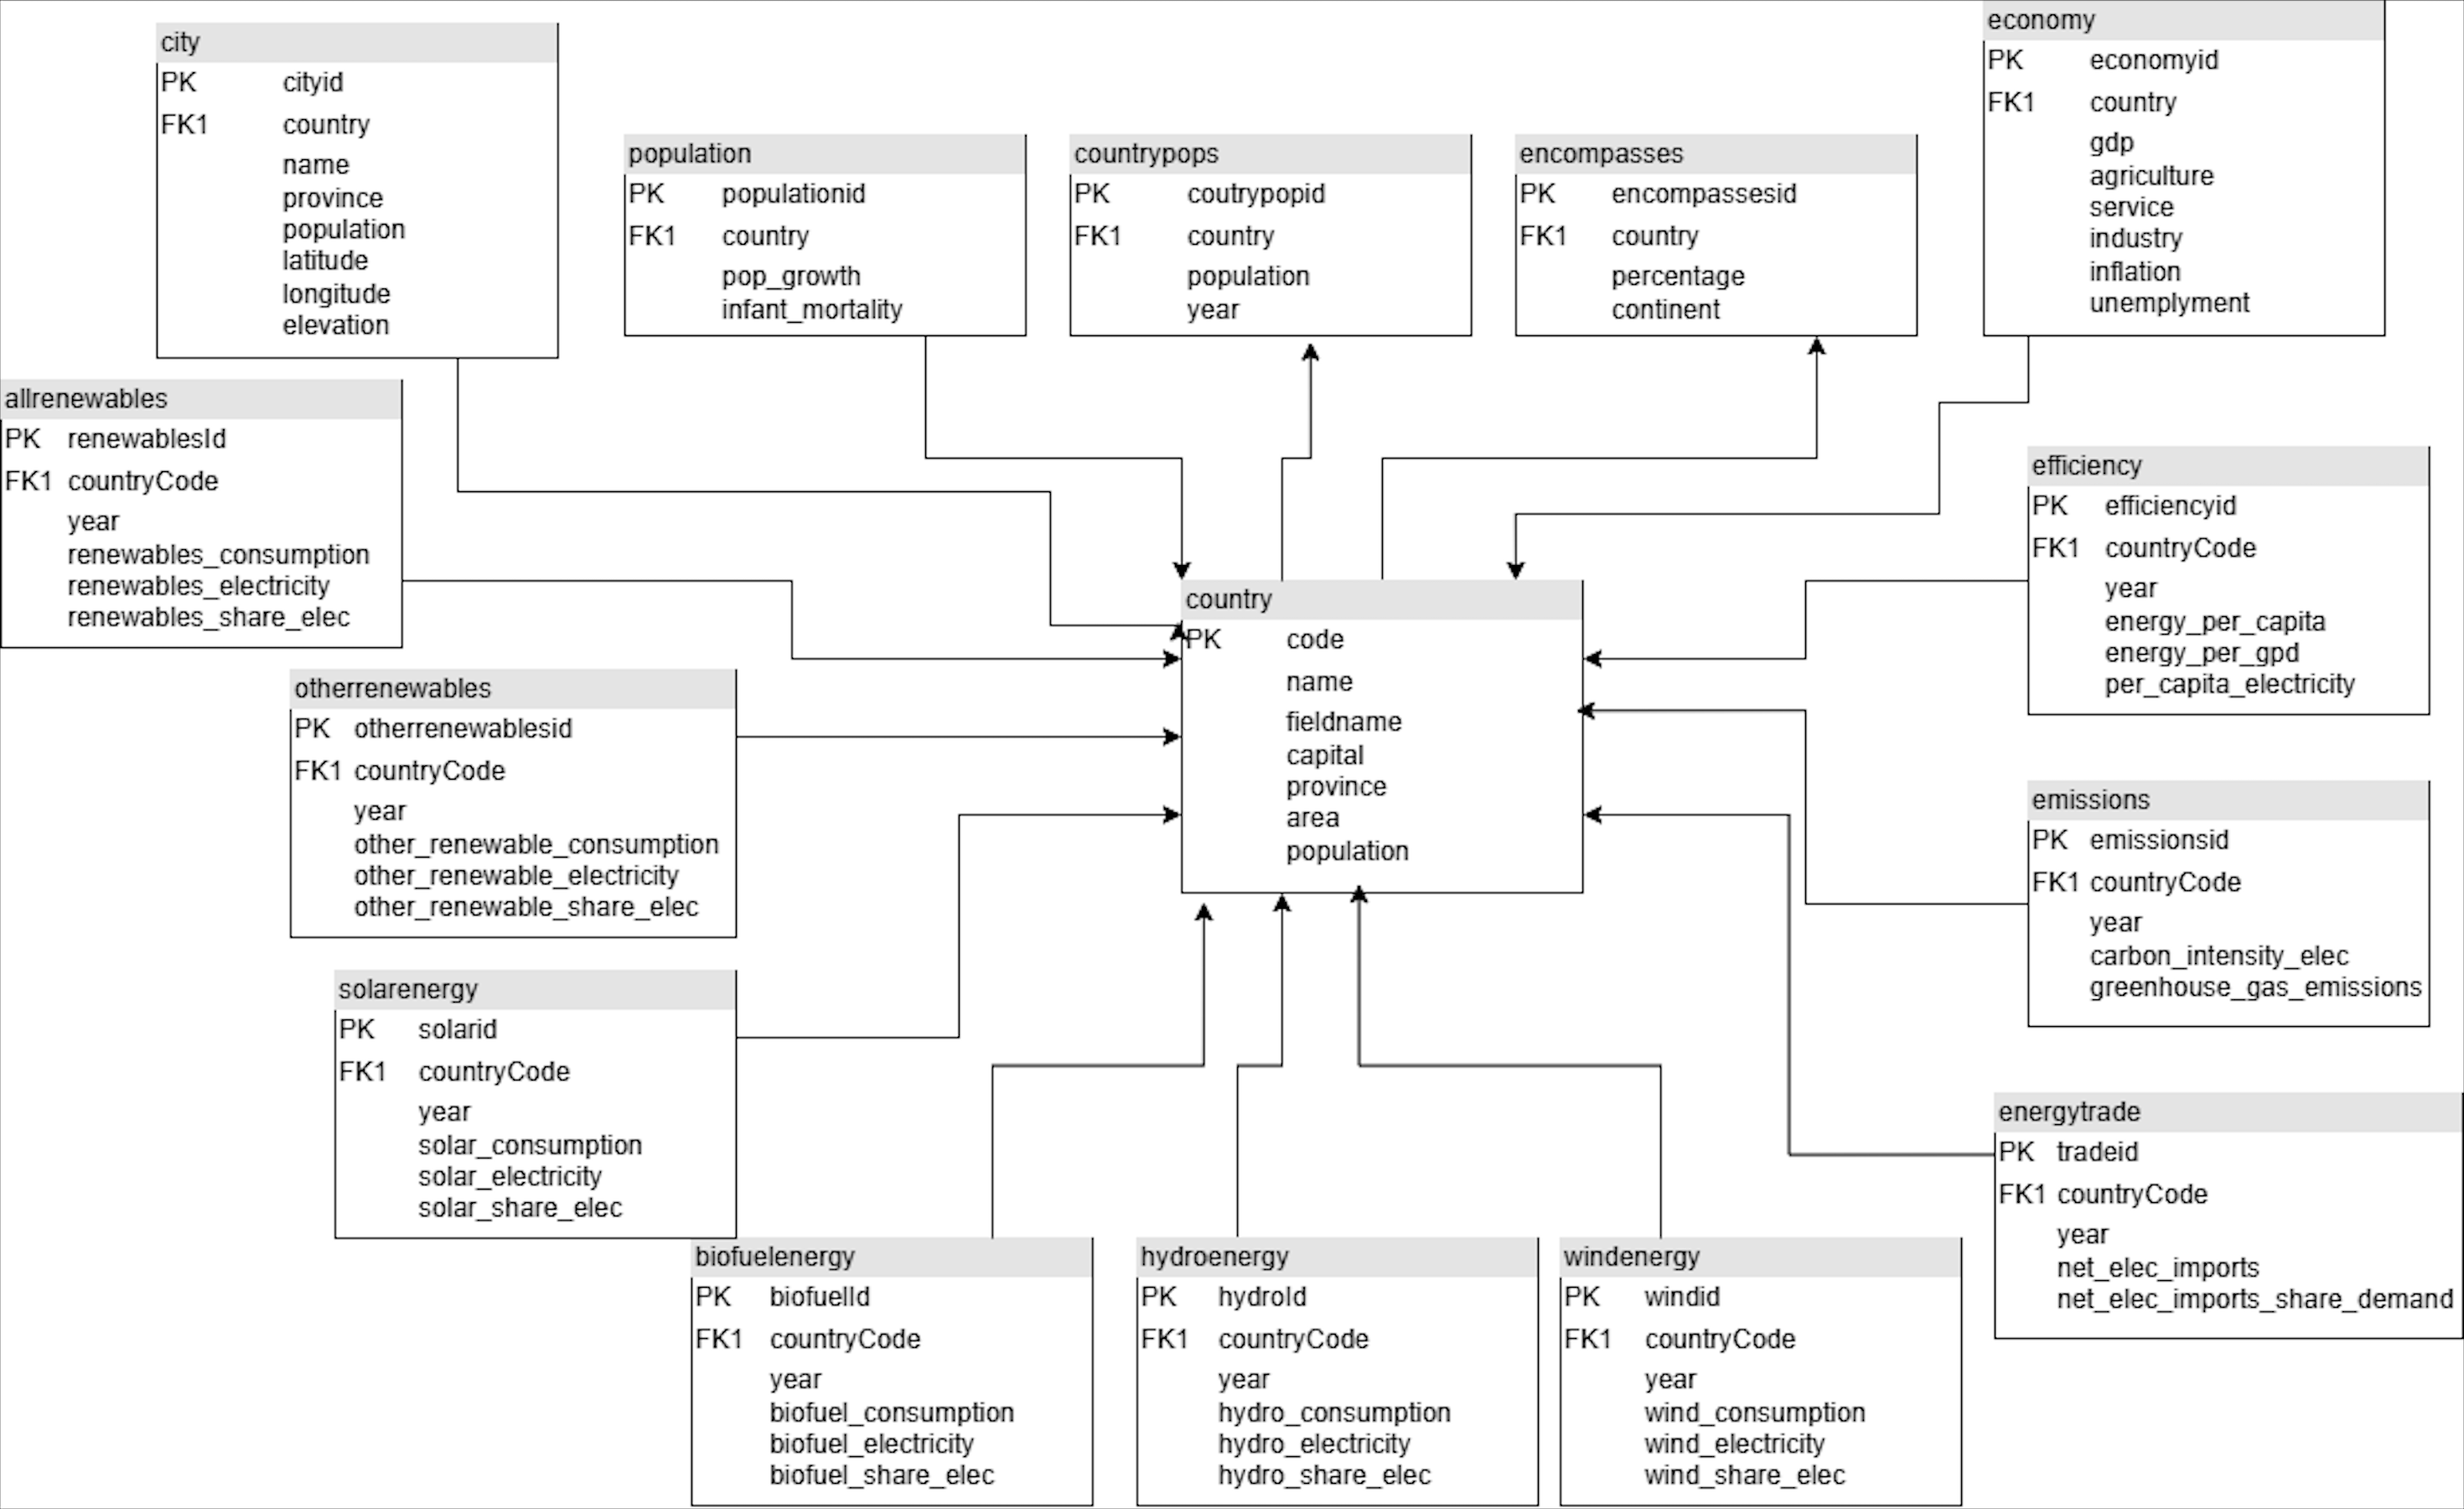 city
PK cityid
FK1 country
name
province
population
latitude
longitude
elevation
population
PK populationid
FK1 country
pop_growth
infant_mortality
countrypops
PK coutrypopid
FK1 country
population
year
encompasses
PK encompassesid
FK1 country
percentage
continent
economy
PK economyid
FK1 country
gdp
agriculture
service
industry
inflation
unemplyment
allrenewables
PK renewablesId
FK1 countryCode
year
renewables_consumption
renewables_electricity
renewables_share_elec
efficiency
PK efficiencyid
FK1 countryCode
year
energy_per_capita
energy_per_gpd
per_capita_electricity
country
PK code
name
fieldname
capital
province
area
population
otherrenewables
PK otherrenewablesid
FK1 countryCode
year
other_renewable_consumption
other_renewable_electricity
other_renewable_share_elec
emissions
PK emissionsid
FK1 countryCode
year
carbon_intensity_elec
greenhouse_gas_emissions
solarenergy
PK solarid
FK1 countryCode
year
solar_consumption
solar_electricity
solar_share_elec
energytrade
PK tradeid
FK1 countryCode
year
net_elec_imports
net_elec_imports_share_demand
biofuelenergy
PK biofuelId
FK1 countryCode
year
biofuel_consumption
biofuel_electricity
biofuel_share_elec
hydroenergy
PK hydroId
FK1 countryCode
year
hydro_consumption
hydro_electricity
hydro_share_elec
windenergy
PK windid
FK1 countryCode
year
wind_consumption
wind_electricity
wind_share_elec